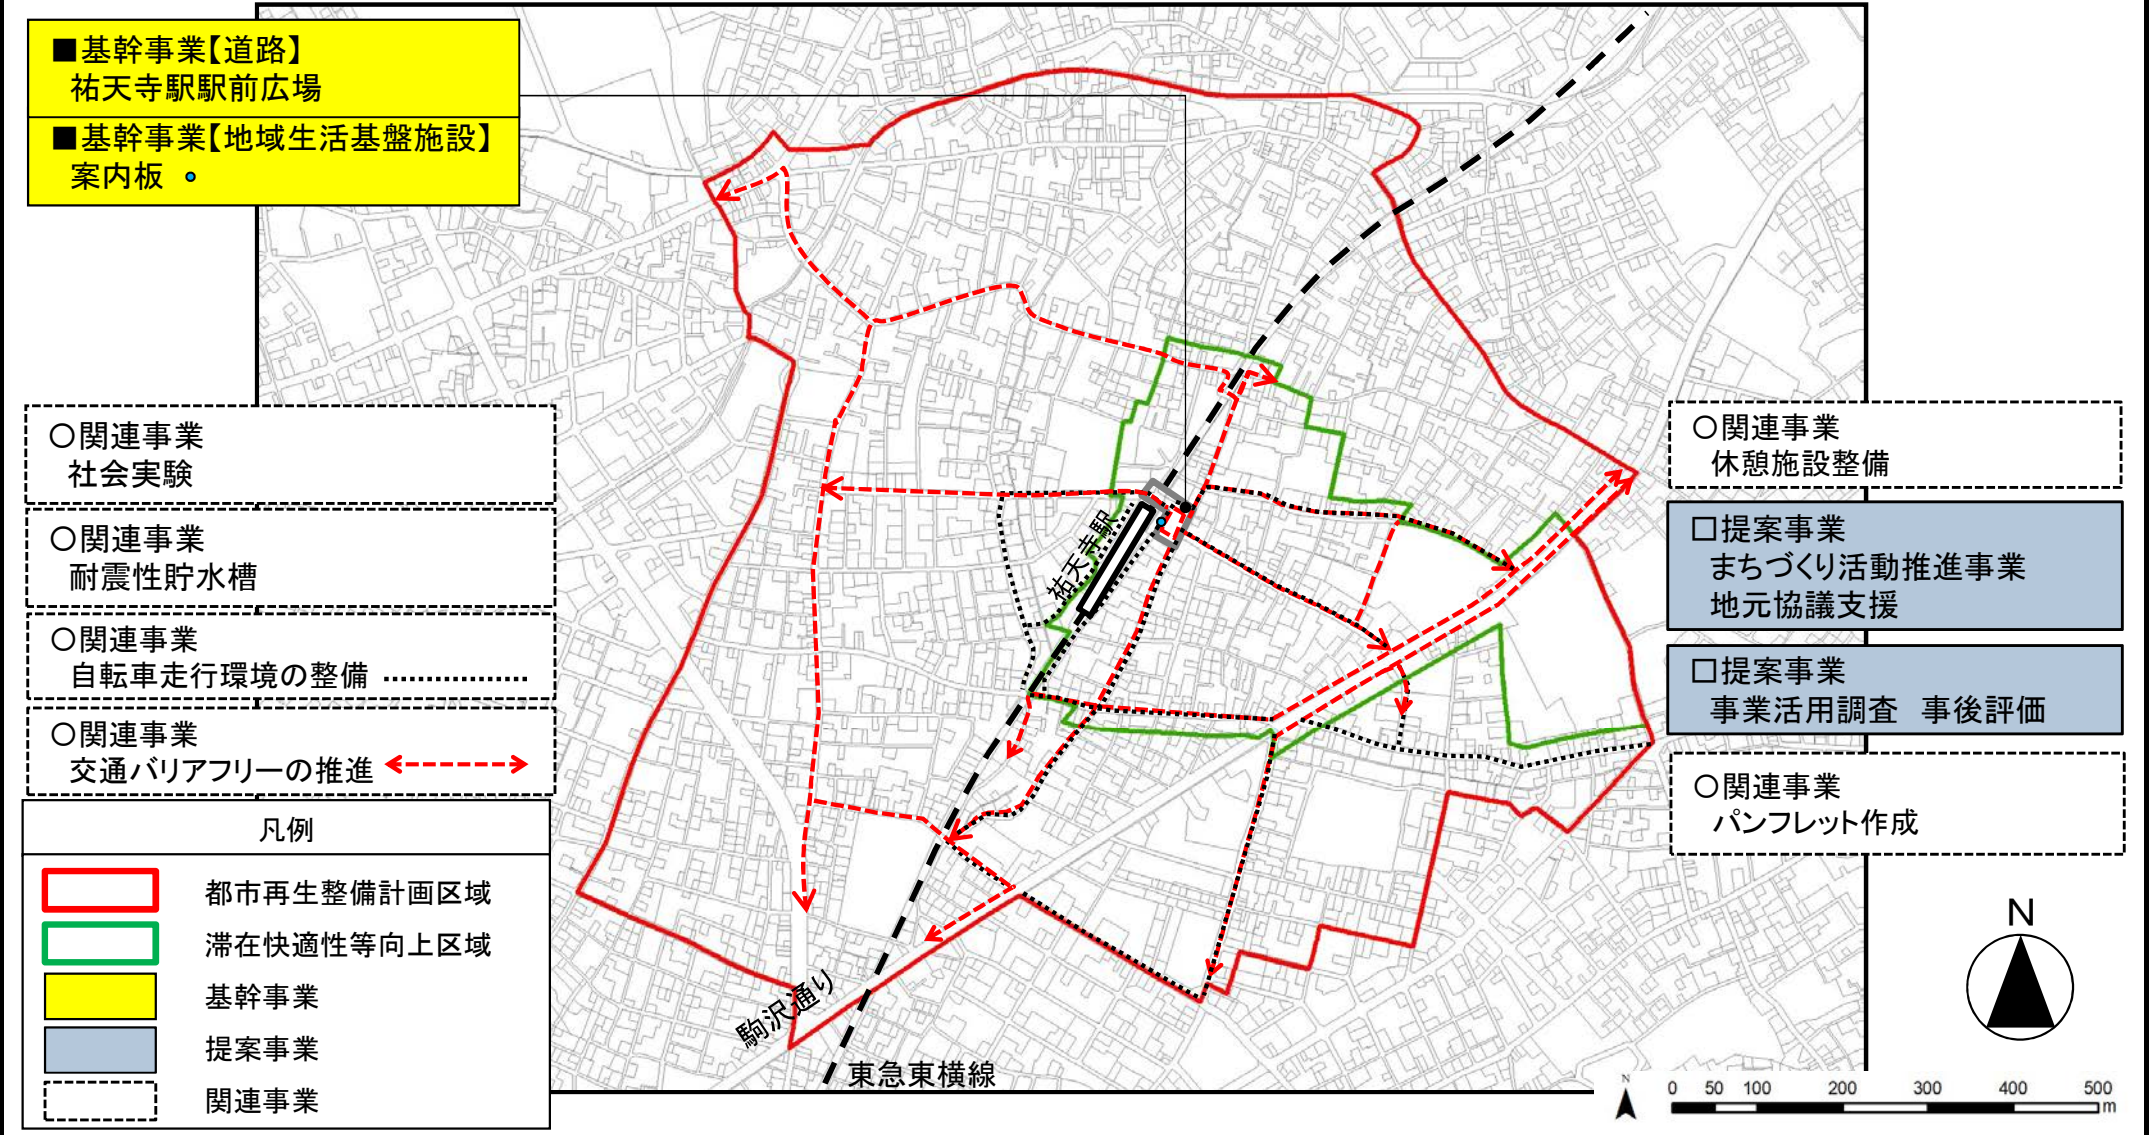 ■基幹事業【道路】
祐天寺駅駅前広場
■基幹事業【地域生活基盤施設】
案内板
○関連事業
社会実験
○関連事業
耐震性貯水槽
○関連事業
自転車走行環境の整備
○関連事業
交通バリアフリーの推進
凡例
都市再生整備計画区域
滞在快適性等向上区域
基幹事業
提案事業
関連事業
祐天寺駅
駒沢通り
東急東横線
○関連事業
休憩施設整備
□提案事業
まちづくり活動推進事業
地元協議支援
□提案事業
事業活用調査　事後評価
○関連事業
パンフレット作成
N
N
0 50 100 200 300 400 500
m